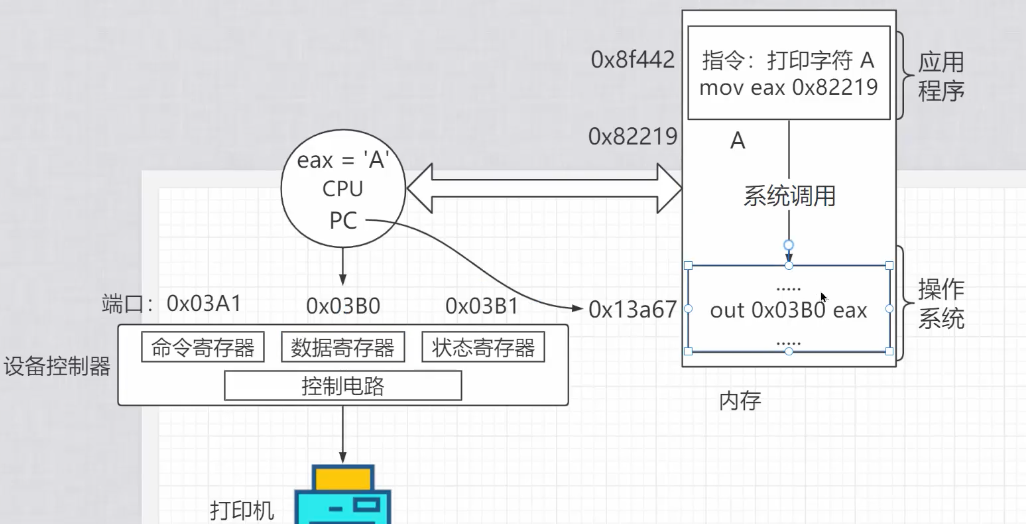 0x8f442
指令：打印字符 A
mov eax 0x82219
应用
程序
0x82219
A
eax = 'A'
CPU
PC
系统调用
端口：0x03A1
0x03B0
0x03B1
0x13a67
.....
out 0x03B0 eax
.....
操作
系统
设备控制器
命令寄存器
数据寄存器
状态寄存器
控制电路
内存
打印机